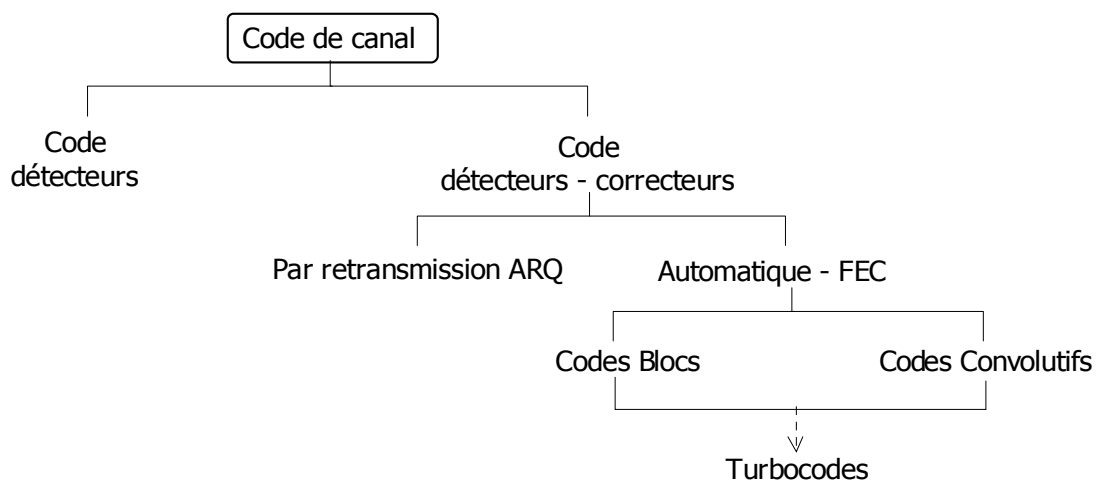 Code de canal
Code
détecteurs
Code
détecteurs - correcteurs
Par retransmission ARQ
Automatique - FEC
Codes Blocs
Codes Convolutifs
Turbocodes